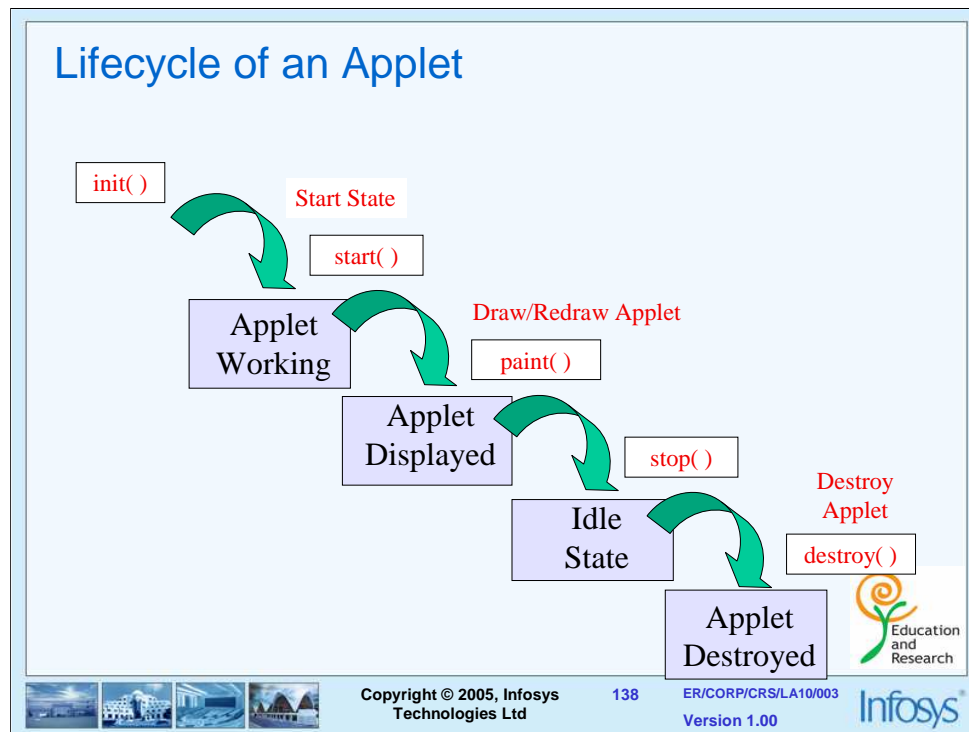 Lifecycle of an Applet
init( )
Start State
start( )
Applet
Working
Draw/Redraw Applet
paint( )
Applet
Displayed
stop( )
Idle
State
Destroy
Applet
destroy( )
Applet
Destroyed
Education
and
Research
Copyright © 2005, Infosys
Technologies Ltd
138
ER/CORP/CRS/LA10/003
Version 1.00
Infosys®